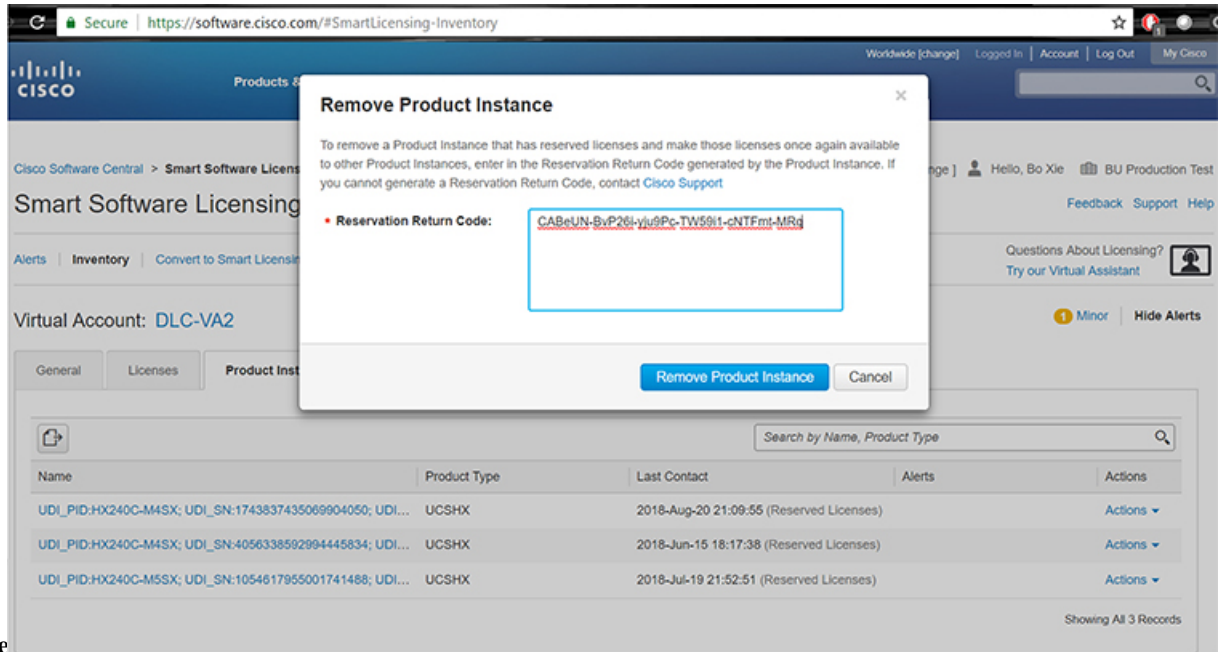 Secure | https://software.cisco.com/#SmartLicensing-Inventory
Worldwide [change] Logged In | Account | Log Out My Cisco
CISCO
Products &
Remove Product Instance
To remove a Product Instance that has reserved licenses and make those licenses once again available
to other Product Instances, enter in the Reservation Return Code generated by the Product Instance. If
you cannot generate a Reservation Return Code, contact Cisco Support
Cisco Software Central > Smart Software Licens
nge ] Hello, Bo Xie BU Production Test
Smart Software Licensing
Feedback Support Help
* Reservation Return Code: CABeUN-BvP26i-yju9Pc-TW59i1-cNTFmt-MRq
Alerts | Inventory | Convert to Smart Licensin
Questions About Licensing?
Try our Virtual Assistant
Virtual Account: DLC-VA2
1 Minor | Hide Alerts
General Licenses Product Inst
Remove Product Instance Cancel
Search by Name, Product Type
Name Product Type Last Contact Alerts Actions
UDI_PID:HX240C-M4SX; UDI_SN:1743837435069904050; UDI... UCSHX 2018-Aug-20 21:09:55 (Reserved Licenses) Actions
UDI_PID:HX240C-M4SX; UDI_SN:4056338592994445834; UDI... UCSHX 2018-Jun-15 18:17:38 (Reserved Licenses) Actions
UDI_PID:HX240C-M5SX; UDI_SN:1054617955001741488; UDI... UCSHX 2018-Jul-19 21:52:51 (Reserved Licenses) Actions
Showing All 3 Records
e